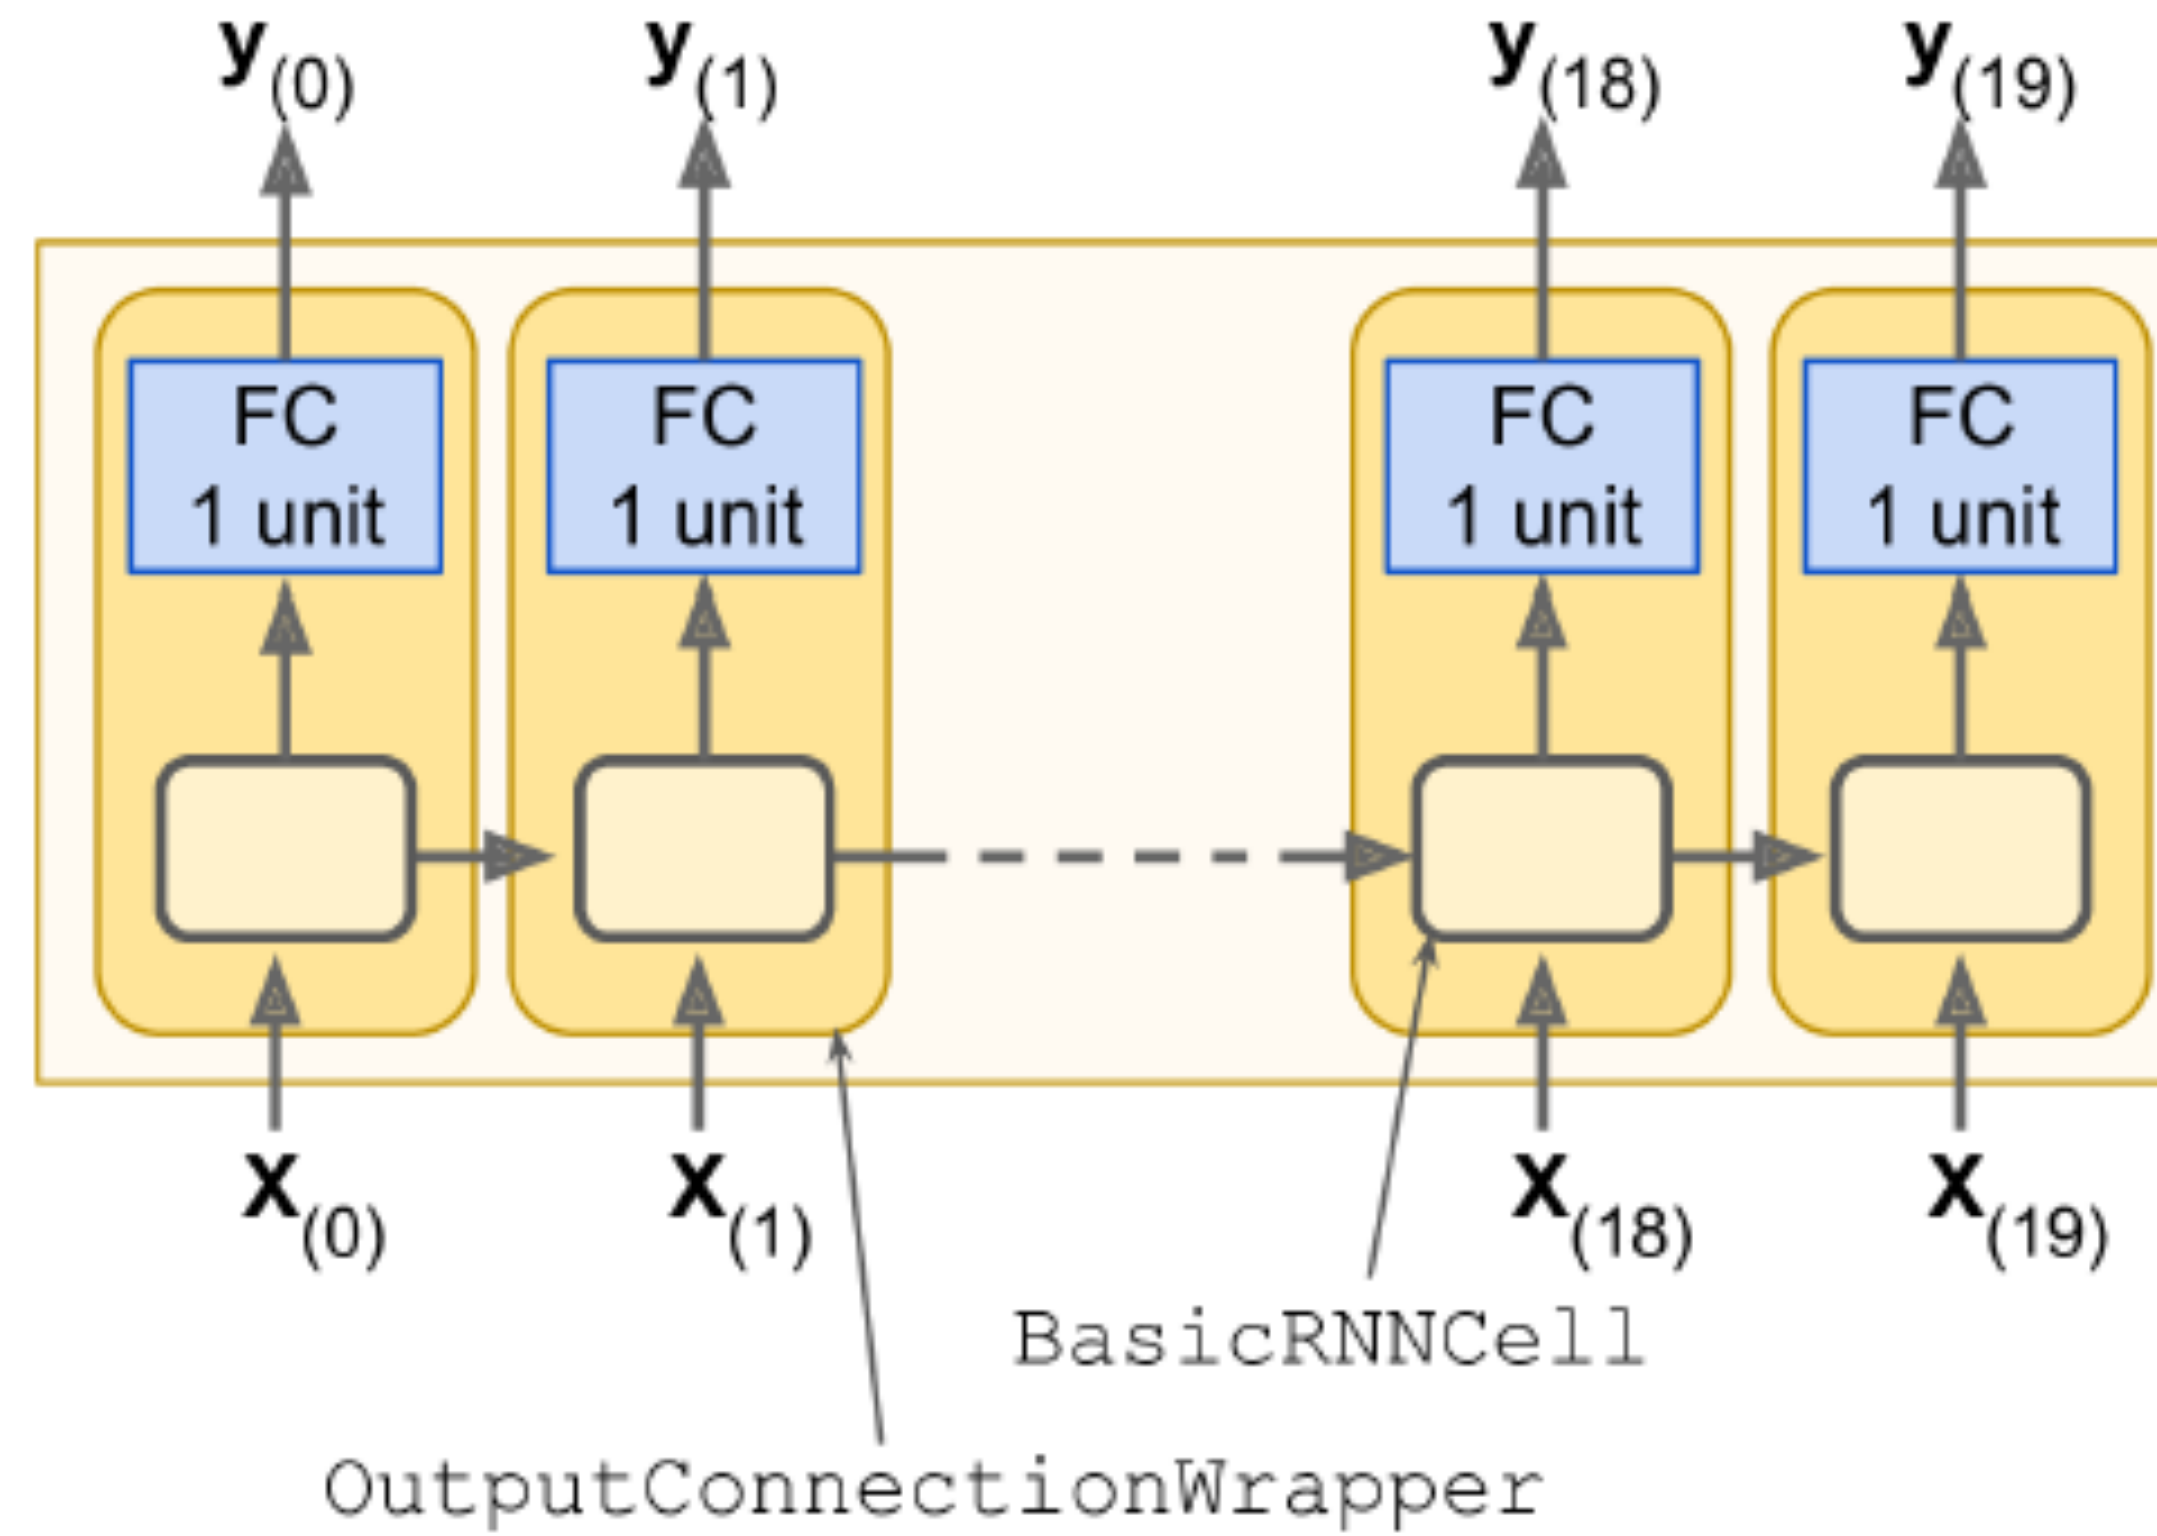 y(0) y(1) y(18) y(19)
FC FC FC FC
1 unit 1 unit 1 unit 1 unit
x(0) x(1) x(18) x(19)
BasicRNNCell
OutputConnectionWrapper